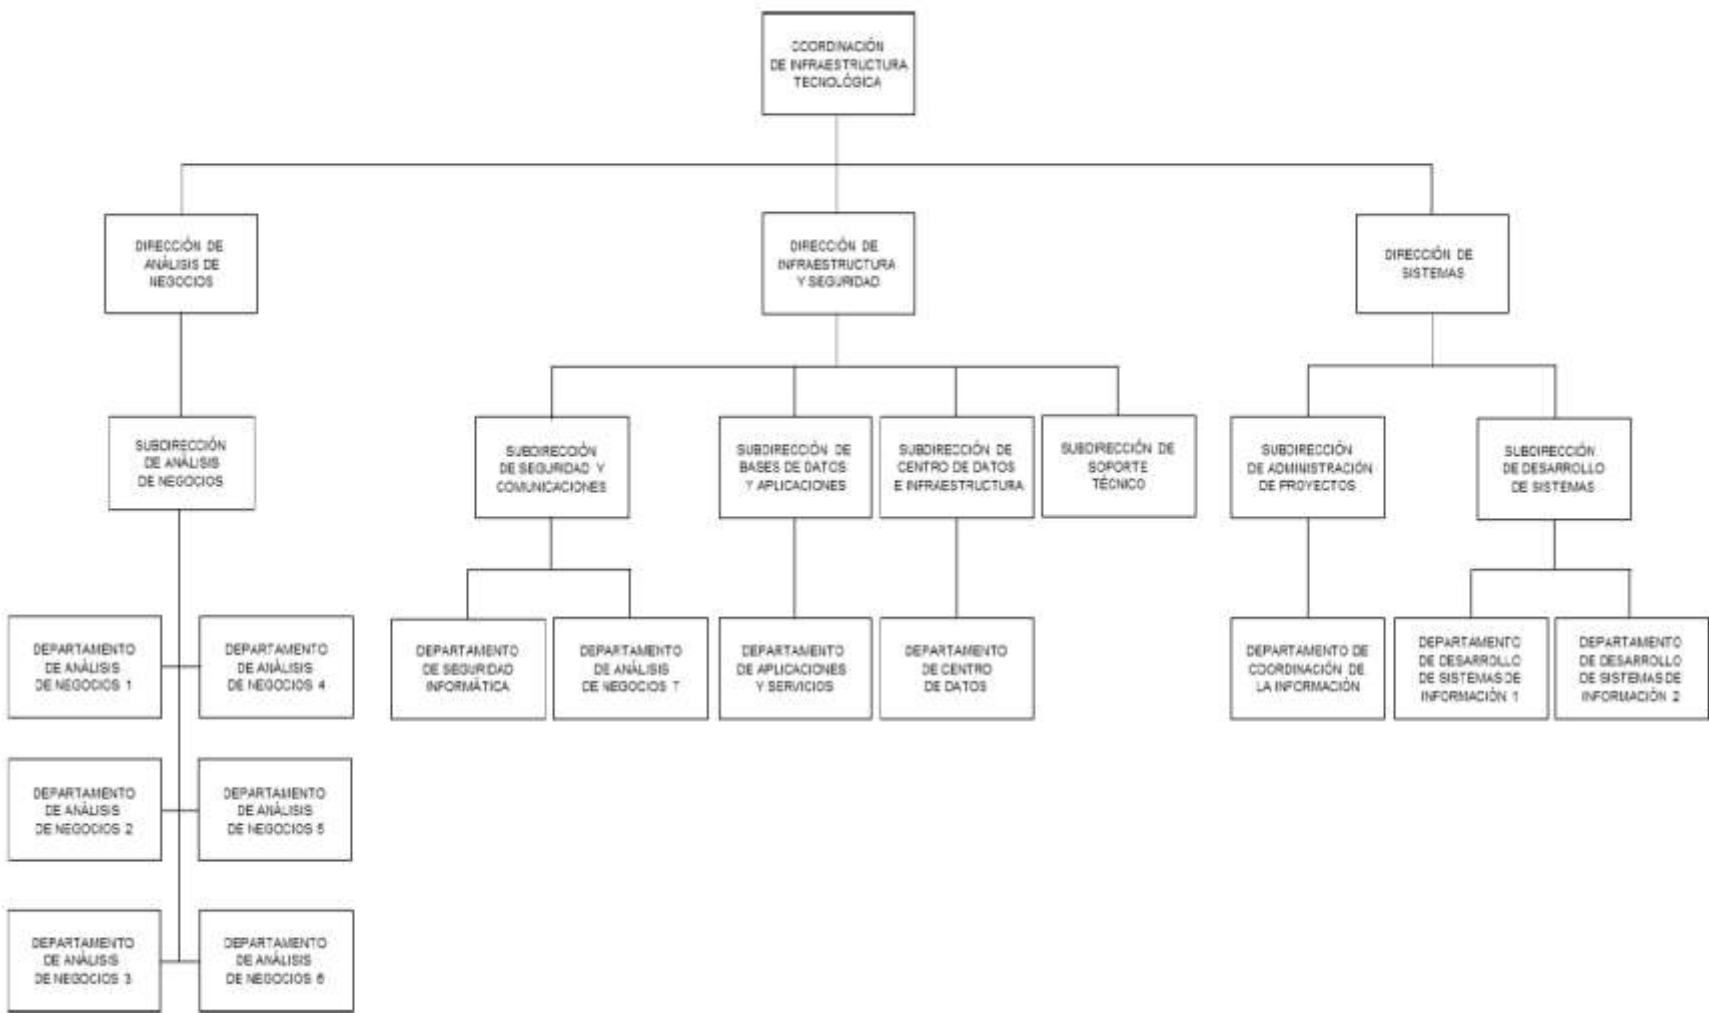 COORDINACIÓN
DE INFRAESTRUCTURA
TECNOLÓGICA
DIRECCIÓN DE
ANÁLISIS DE
NEGOCIOS
DIRECCIÓN DE
INFRAESTRUCTURA
Y SEGURIDAD
DIRECCIÓN DE
SISTEMAS
SUBDIRECCIÓN
DE ANÁLISIS
DE NEGOCIOS
SUBDIRECCIÓN
DE SEGURIDAD Y
COMUNICACIONES
SUBDIRECCIÓN DE
BASES DE DATOS
Y APLICACIONES
SUBDIRECCIÓN DE
CENTRO DE DATOS
E INFRAESTRUCTURA
SUBDIRECCIÓN DE
SOPORTE
TÉCNICO
SUBDIRECCIÓN
DE ADMINISTRACIÓN
DE PROYECTOS
SUBDIRECCIÓN
DE DESARROLLO
DE SISTEMAS
DEPARTAMENTO
DE ANÁLISIS
DE NEGOCIOS 1
DEPARTAMENTO
DE ANÁLISIS
DE NEGOCIOS 4
DEPARTAMENTO
DE SEGURIDAD
INFORMÁTICA
DEPARTAMENTO
DE ANÁLISIS
DE NEGOCIOS 7
DEPARTAMENTO
DE APLICACIONES
Y SERVICIOS
DEPARTAMENTO
DE CENTRO
DE DATOS
DEPARTAMENTO DE
COORDINACIÓN DE
LA INFORMACIÓN
DEPARTAMENTO
DE DESARROLLO
DE SISTEMAS DE
INFORMACIÓN 1
DEPARTAMENTO
DE DESARROLLO
DE SISTEMAS DE
INFORMACIÓN 2
DEPARTAMENTO
DE ANÁLISIS
DE NEGOCIOS 2
DEPARTAMENTO
DE ANÁLISIS
DE NEGOCIOS 5
DEPARTAMENTO
DE ANÁLISIS
DE NEGOCIOS 3
DEPARTAMENTO
DE ANÁLISIS
DE NEGOCIOS 6